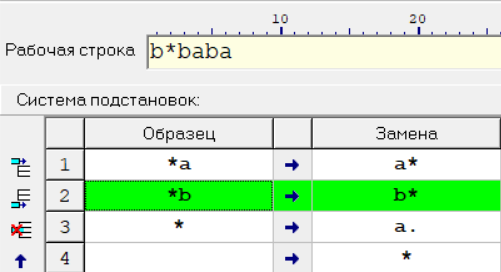 10 20
Рабочая строка b*baba
Система подстановок:
Образец Замена
1 *a → a*
2 *b → b*
3 * → a.
4 → *